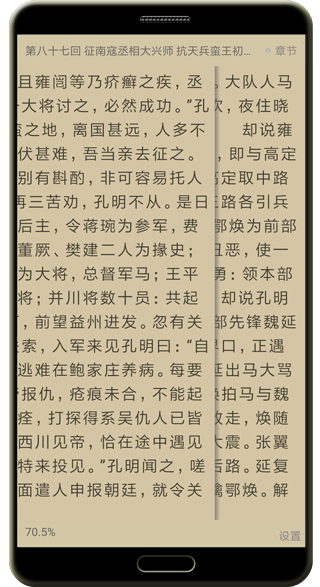 第八十七回 征南寇丞相大兴师 抗天兵蛮王初...
章节
且雍闿等乃疥癣之疾，丞
大将讨之，必然成功。”孔
蛮之地，离国甚远，人多不
伏甚难，吾当亲去征之。
别有斟酌，非可容易托人
再三苦劝，孔明不从。是日
后主，令蒋琬为参军，费
董厥、樊建二人为掾史；
为大将，总督军马；王平
将；并川将数十员：共起
，前望益州进发。忽有关
索，入军来见孔明曰：“自
逃难在鲍家庄养病。每要
报仇，疮痕未合，不能起
痊，打探得系吴仇人已皆
西川见帝，恰在途中遇见
特来投见。”孔明闻之，嗟
面遣人申报朝廷，就令关
。大队人马
，夜住晓
却说雍
，即与高定
高定取中路
路各引兵
鄂焕为前部
丑恶，使一
勇：领本部
却说孔明
部先锋魏延
口，正遇
延出马大骂
焕拍马与魏
败走，焕随
大震。张翼
后路。延复
擒鄂焕。解
70.5%
设置